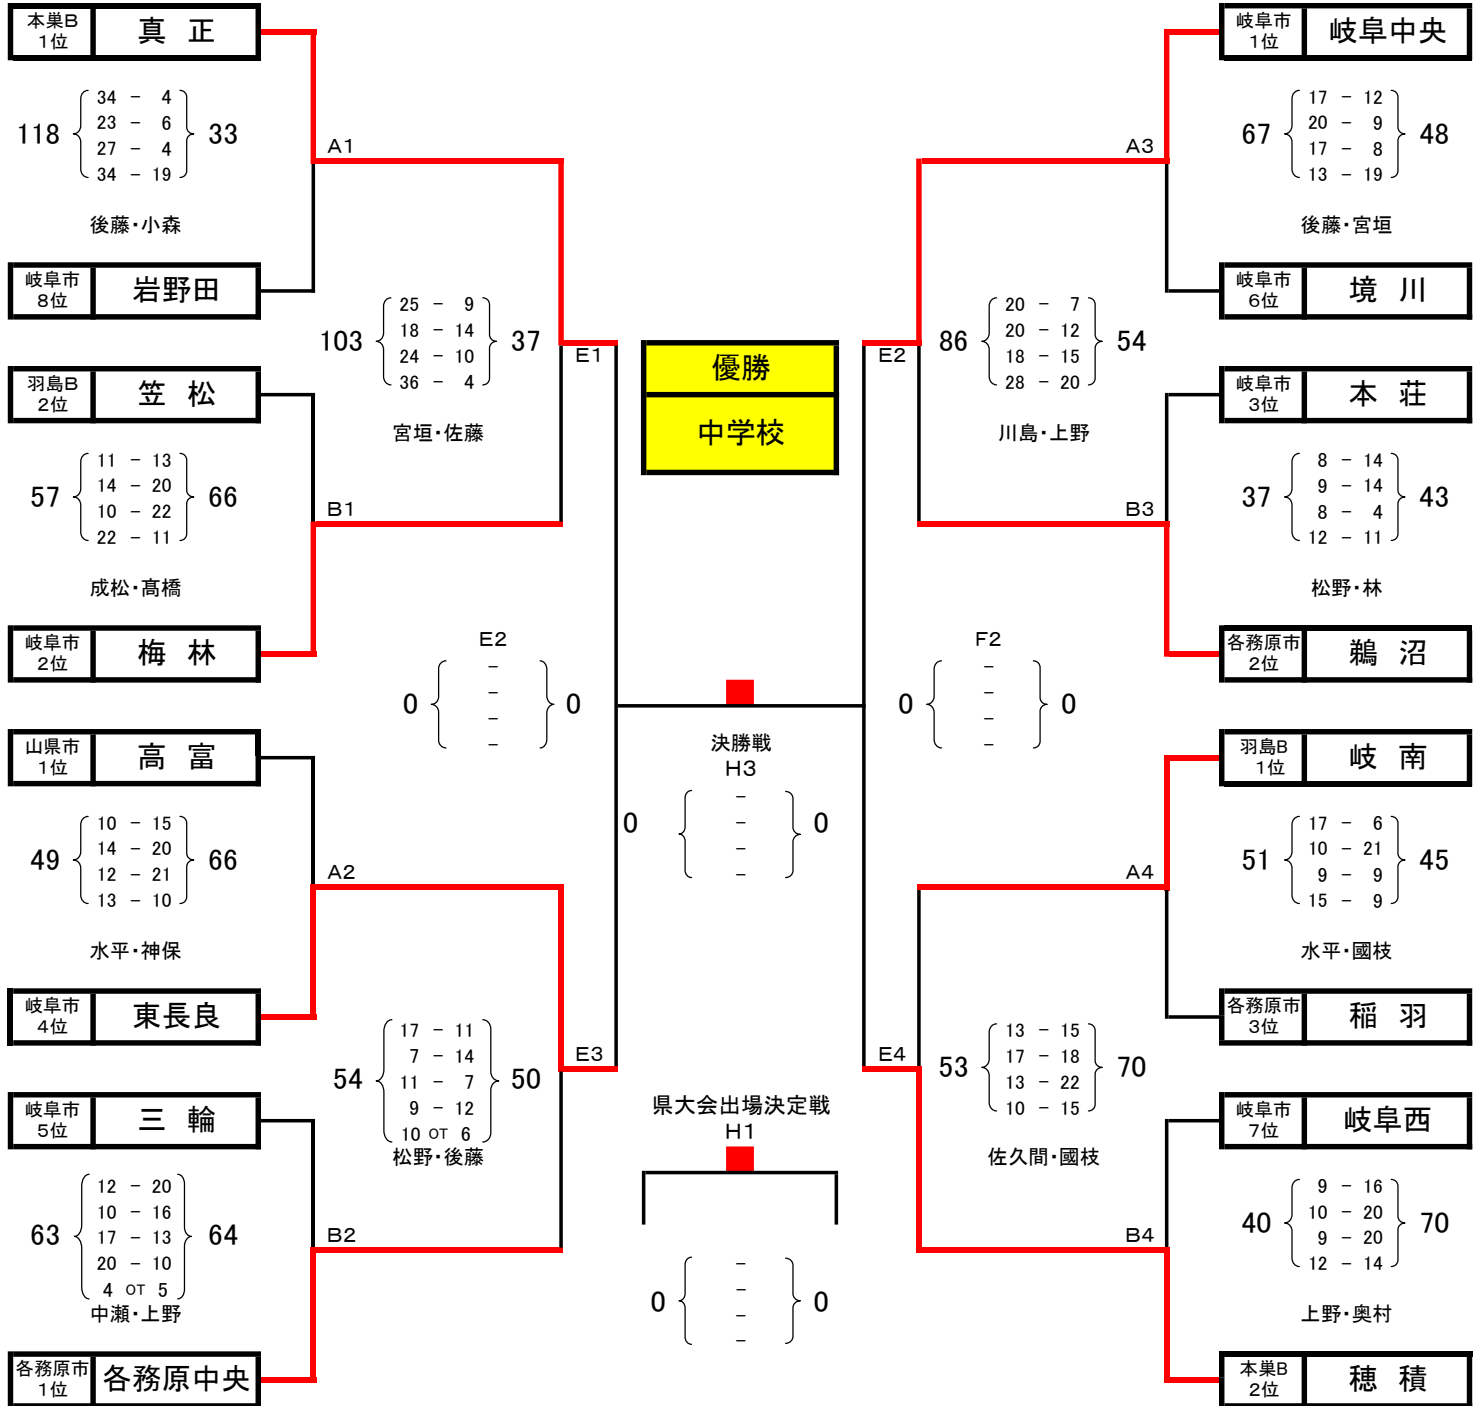 本巣B
1位
真 正
118
34 - 4
23 - 6
27 - 4
34 - 19
33
A1
後藤・小森
岐阜市
8位
岩野田
103
25 - 9
18 - 14
24 - 10
36 - 4
37
E1
宮垣・佐藤
羽島B
2位
笠 松
57
11 - 13
14 - 20
10 - 22
22 - 11
66
B1
成松・髙橋
岐阜市
2位
梅 林
E2
0
-
-
-
-
0
山県市
1位
高 富
49
10 - 15
14 - 20
12 - 21
13 - 10
66
A2
水平・神保
岐阜市
4位
東長良
54
17 - 11
7 - 14
11 - 7
9 - 12
10 OT 6
50
E3
松野・後藤
岐阜市
5位
三 輪
63
12 - 20
10 - 16
17 - 13
20 - 10
4 OT 5
64
B2
中瀬・上野
各務原市
1位
各務原中央
優勝
中学校
決勝戦
H3
0
-
-
-
-
0
県大会出場決定戦
H1
0
-
-
-
-
0
岐阜市
1位
岐阜中央
A3
67
17 - 12
20 - 9
17 - 8
13 - 19
48
後藤・宮垣
岐阜市
6位
境 川
E2
86
20 - 7
20 - 12
18 - 15
28 - 20
54
川島・上野
岐阜市
3位
本 荘
B3
37
8 - 14
9 - 14
8 - 4
12 - 11
43
松野・林
各務原市
2位
鵜 沼
F2
0
-
-
-
-
0
羽島B
1位
岐 南
A4
51
17 - 6
10 - 21
9 - 9
15 - 9
45
水平・國枝
各務原市
3位
稲 羽
E4
53
13 - 15
17 - 18
13 - 22
10 - 15
70
佐久間・國枝
岐阜市
7位
岐阜西
B4
40
9 - 16
10 - 20
9 - 20
12 - 14
70
上野・奥村
本巣B
2位
穂 積